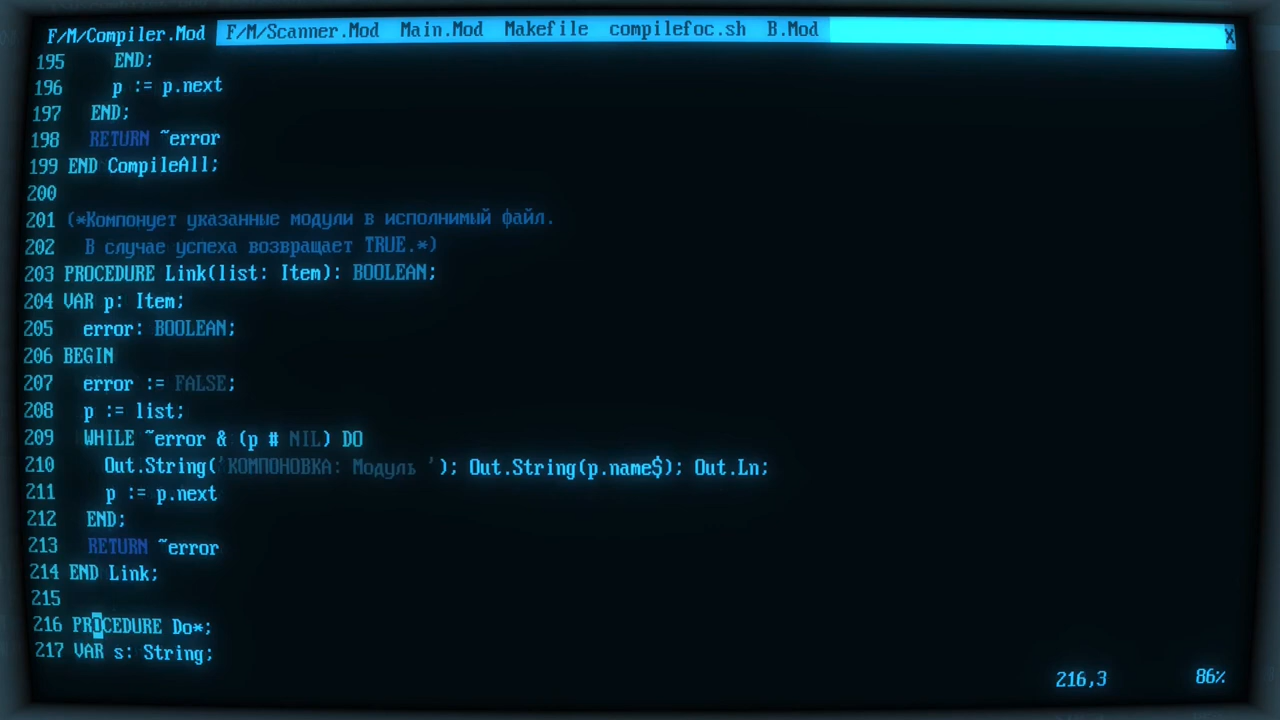 F/M/Compiler.Mod F/M/Scanner.Mod Main.Mod Makefile compilefoc.sh B.Mod X
195 END;
196 p := p.next
197 END;
198 RETURN ~error
199 END CompileAll;
200
201 (*Компонует указанные модули в исполнимый файл.
202 В случае успеха возвращает TRUE.*)
203 PROCEDURE Link(list: Item): BOOLEAN;
204 VAR p: Item;
205 error: BOOLEAN;
206 BEGIN
207 error := FALSE;
208 p := list;
209 WHILE ~error & (p # NIL) DO
210 Out.String('КОМПОНОВКА: Модуль '); Out.String(p.name$); Out.Ln;
211 p := p.next
212 END;
213 RETURN ~error
214 END Link;
215
216 PROCEDURE Do*;
217 VAR s: String;
216,3 86%